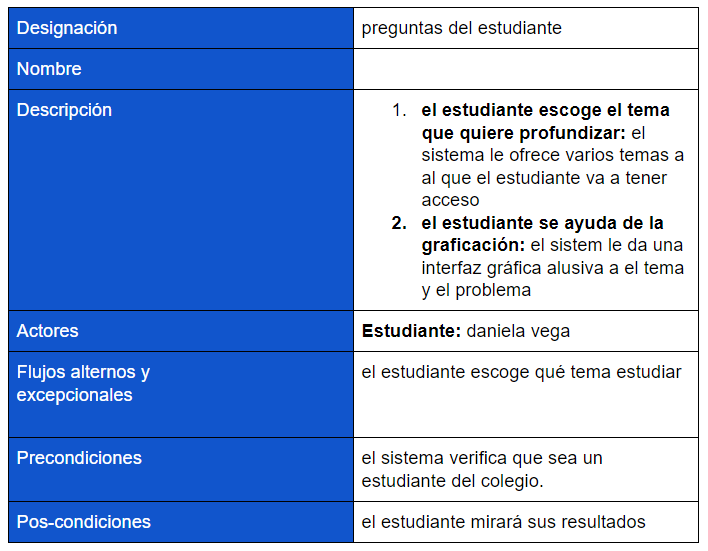 Designación
preguntas del estudiante
Nombre
Descripción
1. el estudiante escoge el tema
que quiere profundizar: el
sistema le ofrece varios temas a
al que el estudiante va a tener
acceso
2. el estudiante se ayuda de la
graficación: el sistem le da una
interfaz gráfica alusiva a el tema
y el problema
Actores
Estudiante: daniela vega
Flujos alternos y
excepcionales
el estudiante escoge qué tema estudiar
Precondiciones
el sistema verifica que sea un
estudiante del colegio.
Pos-condiciones
el estudiante mirará sus resultados